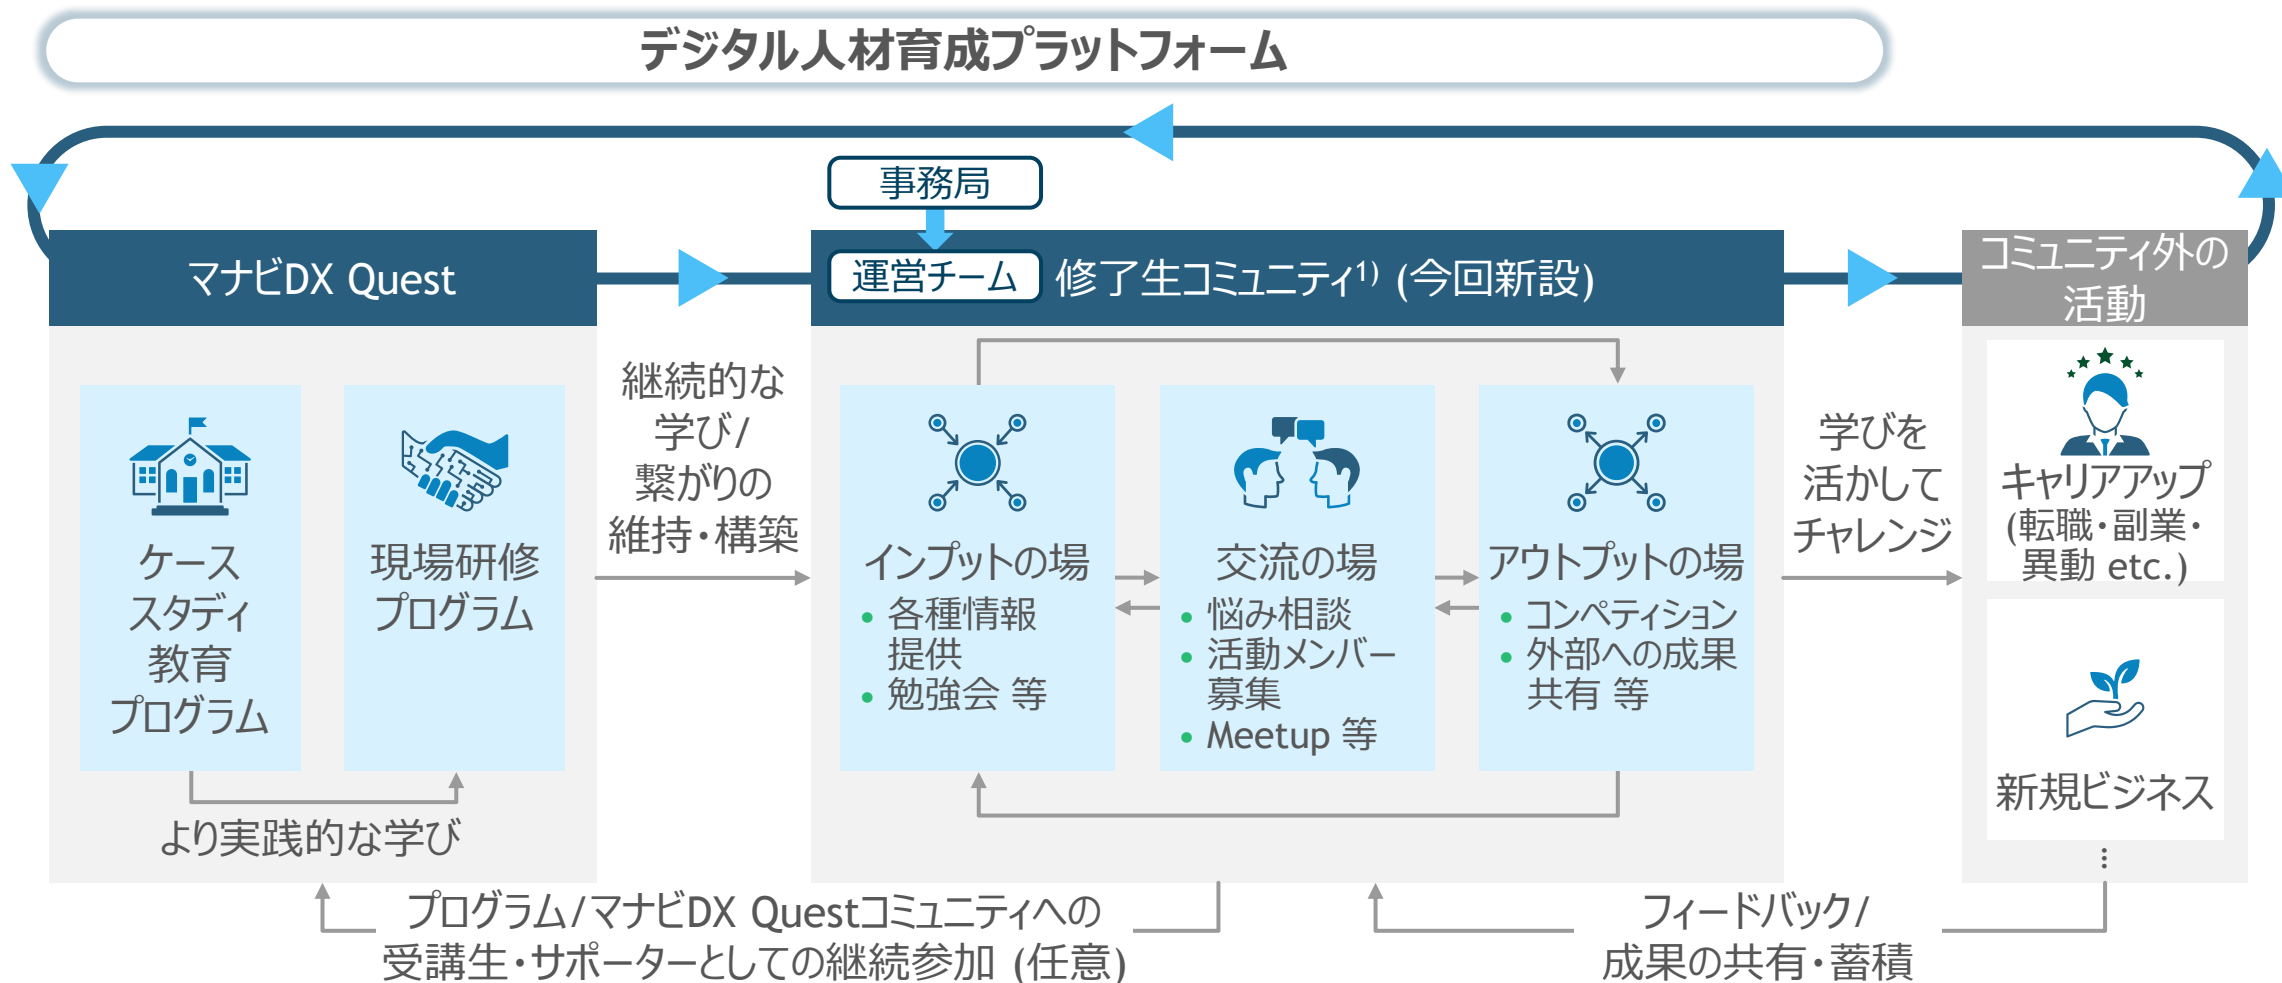 デジタル人材育成プラットフォーム
事務局
運営チーム
マナビDX Quest
修了生コミュニティ¹⁾ (今回新設)
コミュニティ外の
活動
ケース
スタディ
教育
プログラム
現場研修
プログラム
より実践的な学び
継続的な
学び/
繋がりの
維持・構築
インプットの場
• 各種情報
提供
• 勉強会 等
交流の場
• 悩み相談
• 活動メンバー
募集
• Meetup 等
アウトプットの場
• コンペティション
• 外部への成果
共有 等
学びを
活かして
チャレンジ
キャリアアップ
(転職・副業・
異動 etc.)
新規ビジネス
…
プログラム/マナビDX Questコミュニティへの
受講生・サポーターとしての継続参加 (任意)
フィードバック/
成果の共有・蓄積